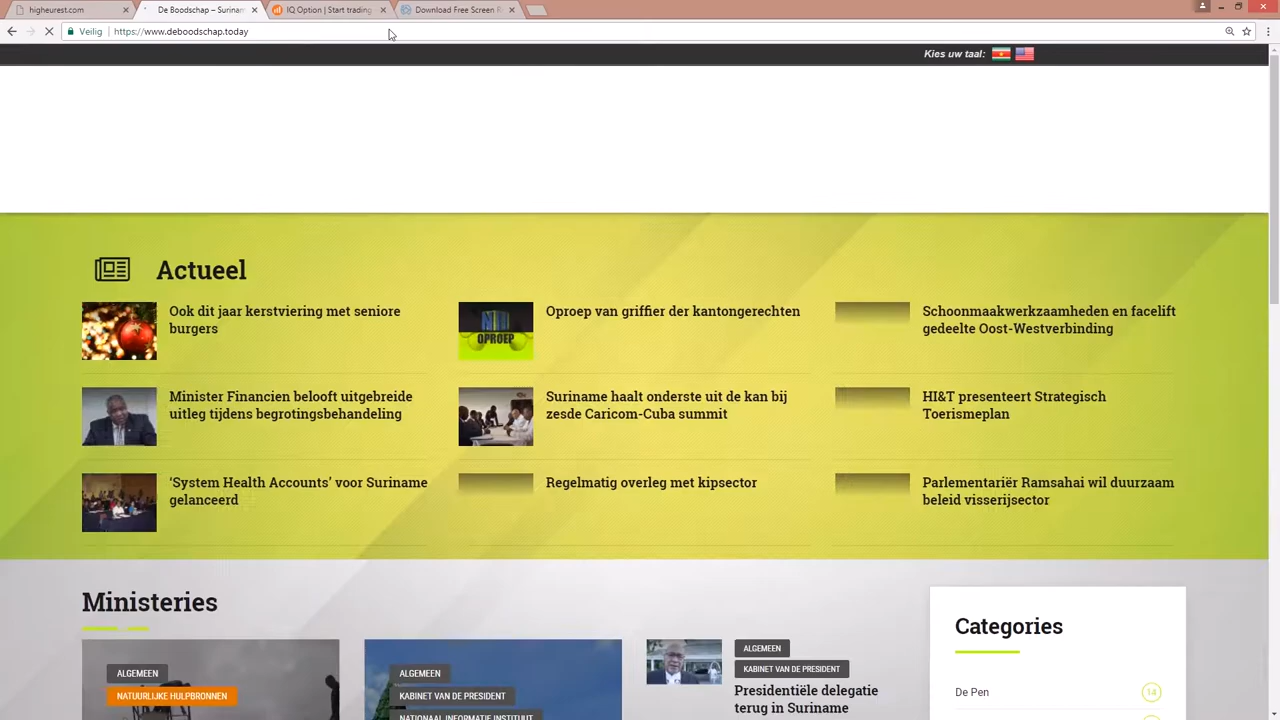 higheurest.com
De Boodschap – Surinam
IQ Option | Start trading
Download Free Screen R
Veilig
https://www.deboodschap.today
Kies uw taal:
Actueel
Ook dit jaar kerstviering met seniore
burgers
Oproep van griffier der kantongerechten
Schoonmaakwerkzaamheden en facelift
gedeelte Oost-Westverbinding
OPROEP
Minister Financien belooft uitgebreide
uitleg tijdens begrotingsbehandeling
Suriname haalt onderste uit de kan bij
zesde Caricom-Cuba summit
HI&T presenteert Strategisch
Toerismeplan
‘System Health Accounts’ voor Suriname
gelanceerd
Regelmatig overleg met kipsector
Parlementariër Ramsahai wil duurzaam
beleid visserijsector
Ministeries
Categories
ALGEMEEN
NATUURLIJKE HULPBRONNEN
ALGEMEEN
KABINET VAN DE PRESIDENT
NATIONAAL INFORMATIE INSTITUUT
ALGEMEEN
KABINET VAN DE PRESIDENT
Presidentiële delegatie
terug in Suriname
De Pen
14